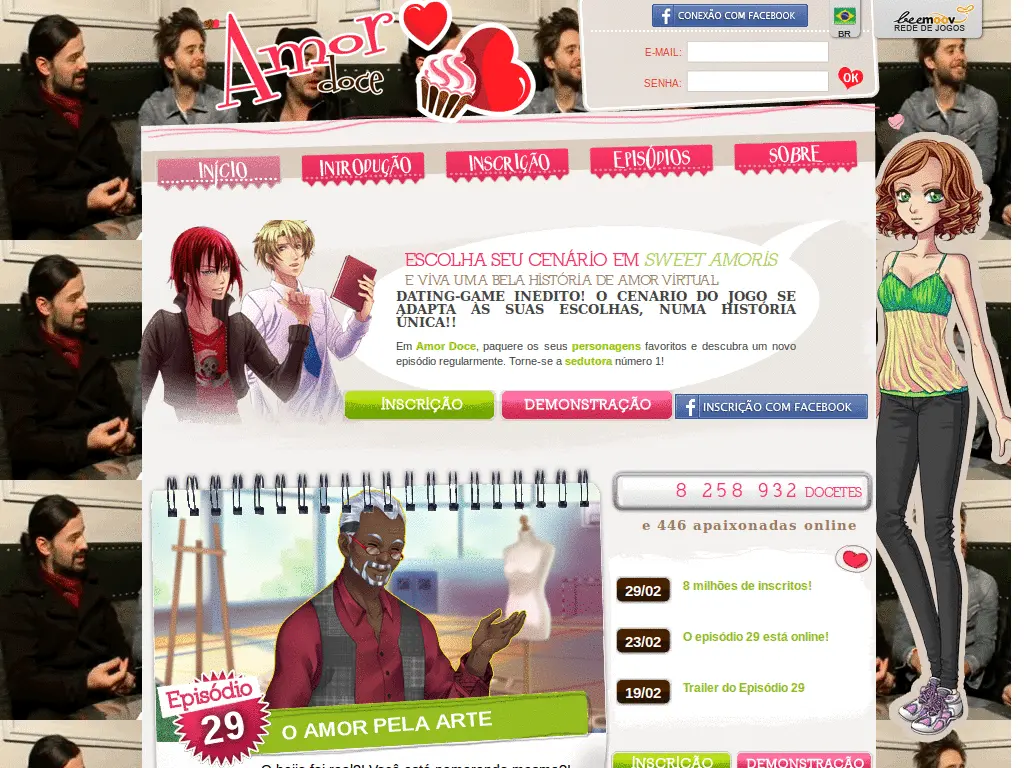 Amor
doce
CONEXÃO COM FACEBOOK
BR
beemoov
REDE DE JOGOS
E-MAIL:
SENHA:
OK
INÍCIO
INTRODUÇÃO
INSCRIÇÃO
EPISÓDIOS
SOBRE
ESCOLHA SEU CENÁRIO EM SWEET AMORIS
E VIVA UMA BELA HISTÓRIA DE AMOR VIRTUAL
DATING-GAME INÉDITO! O CENÁRIO DO JOGO SE
ADAPTA ÀS SUAS ESCOLHAS, NUMA HISTÓRIA
ÚNICA!!
Em Amor Doce, paquere os seus personagens favoritos e descubra um novo
episódio regularmente. Torne-se a sedutora número 1!
INSCRIÇÃO
DEMONSTRAÇÃO
INSCRIÇÃO COM FACEBOOK
8 258 932 DOCETES
e 446 apaixonadas online
29/02
8 milhões de inscritos!
23/02
O episódio 29 está online!
19/02
Trailer do Episódio 29
Episódio
29
O AMOR PELA ARTE
O beijo foi real?! Você está namorando mesmo?!
INSCRIÇÃO
DEMONSTRAÇÃO